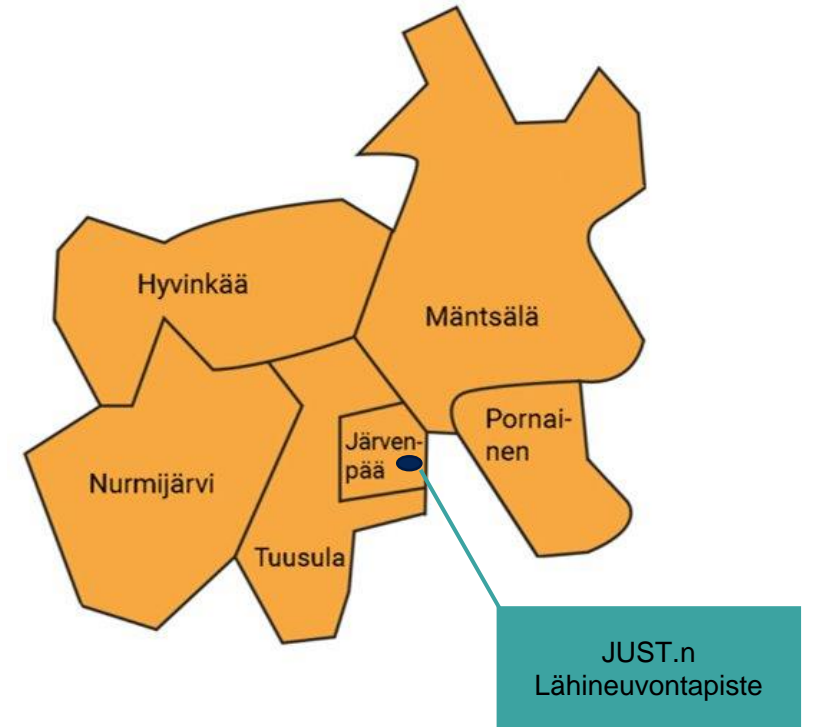 Hyvinkää
Mäntsälä
Järven-
pää
Pornai-
nen
Nurmijärvi
Tuusula
JUST.n
Lähineuvontapiste